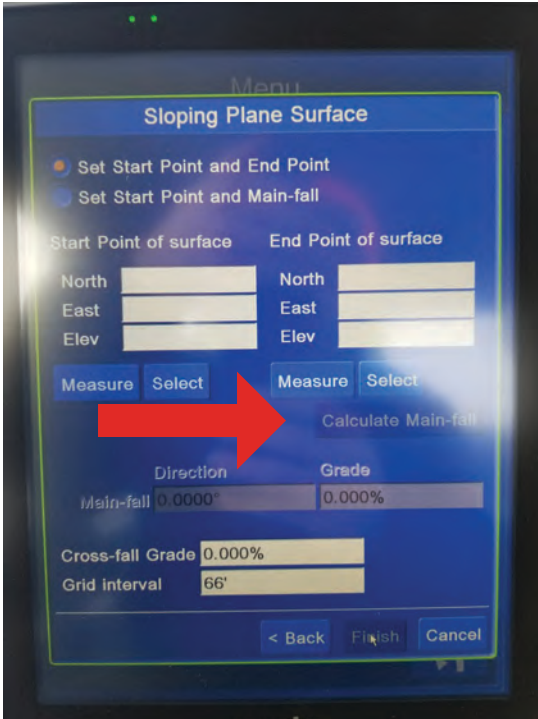 Menu
Sloping Plane Surface
Set Start Point and End Point
Set Start Point and Main-fall
Start Point of surface End Point of surface
North North
East East
Elev Elev
Measure Select Measure Select
Calculate Main-fall
Direction Grade
Main-fall 0.0000° 0.000%
Cross-fall Grade 0.000%
Grid interval 66'
< Back Finish Cancel